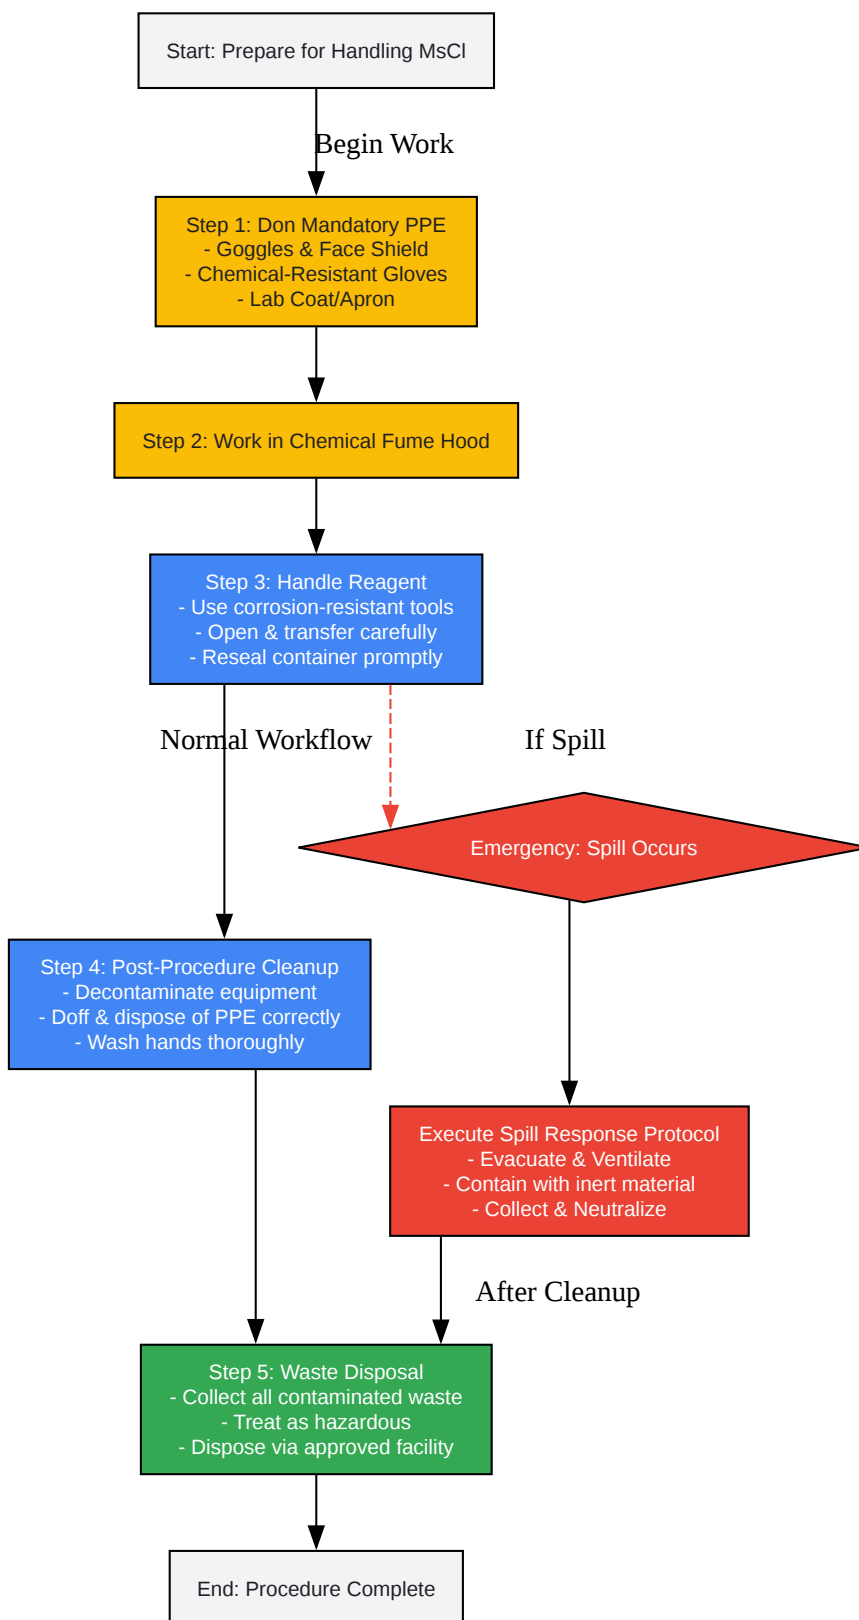 Start: Prepare for Handling MsCl
Begin Work
Step 1: Don Mandatory PPE
- Goggles & Face Shield
- Chemical-Resistant Gloves
- Lab Coat/Apron
Step 2: Work in Chemical Fume Hood
Step 3: Handle Reagent
- Use corrosion-resistant tools
- Open & transfer carefully
- Reseal container promptly
Normal Workflow
If Spill
Emergency: Spill Occurs
Step 4: Post-Procedure Cleanup
- Decontaminate equipment
- Doff & dispose of PPE correctly
- Wash hands thoroughly
Execute Spill Response Protocol
- Evacuate & Ventilate
- Contain with inert material
- Collect & Neutralize
After Cleanup
Step 5: Waste Disposal
- Collect all contaminated waste
- Treat as hazardous
- Dispose via approved facility
End: Procedure Complete